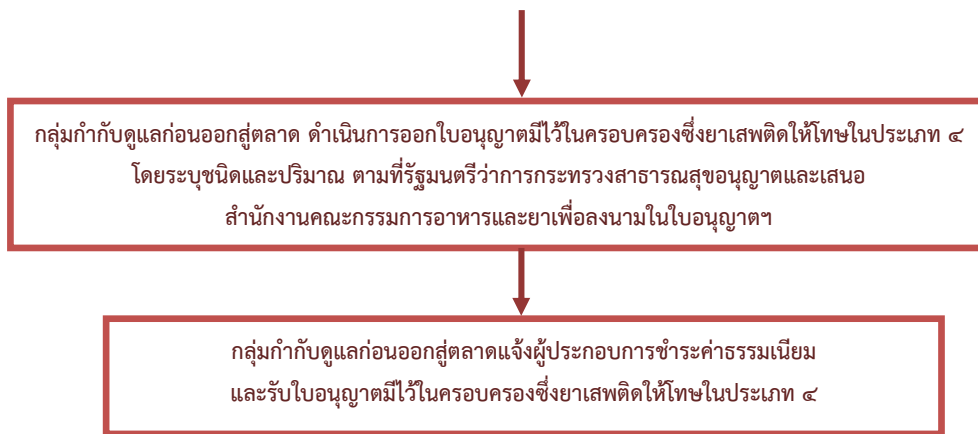 กลุ่มกำกับดูแลก่อนออกสู่ตลาด ดำเนินการออกใบอนุญาตมีไว้ในครอบครองซึ่งยาเสพติดให้โทษในประเภท ๔
โดยระบุชนิดและปริมาณ ตามที่รัฐมนตรีว่าการกระทรวงสาธารณสุขอนุญาตและเสนอ
สำนักงานคณะกรรมการอาหารและยาเพื่อลงนามในใบอนุญาตฯ
กลุ่มกำกับดูแลก่อนออกสู่ตลาดแจ้งผู้ประกอบการชำระค่าธรรมเนียม
และรับใบอนุญาตมีไว้ในครอบครองซึ่งยาเสพติดให้โทษในประเภท ๔